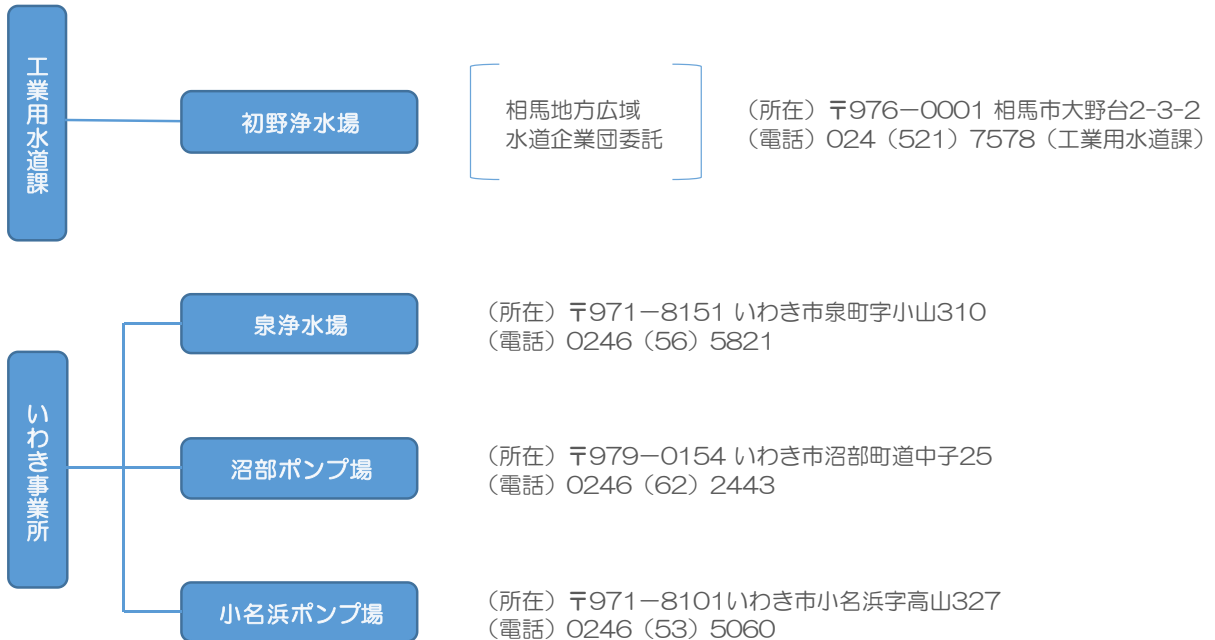 工業用水道課
初野浄水場
相馬地方広域
水道企業団委託
（所在）〒976－0001 相馬市大野台2-3-2
（電話）024（521）7578（工業用水道課）
いわき事業所
泉浄水場
（所在）〒971－8151 いわき市泉町字小山310
（電話）0246（56）5821
沼部ポンプ場
（所在）〒979－0154 いわき市沼部町道中子25
（電話）0246（62）2443
小名浜ポンプ場
（所在）〒971－8101いわき市小名浜字高山327
（電話）0246（53）5060